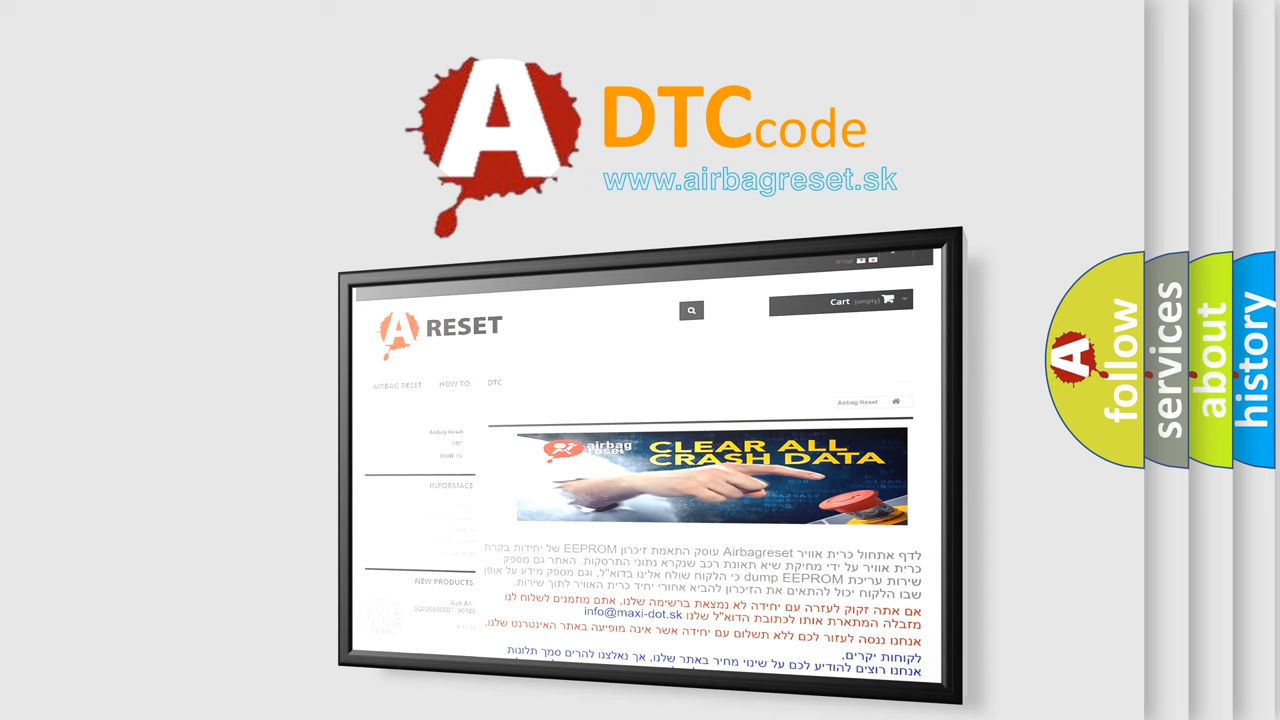 DTC code
www.airbagreset.sk
עברית
Cart (empty)
A RESET
AIRBAG RESET HOW TO DTC
Airbag Reset
Airbag Reset
DTC
HOW TO
INFORMACE
NEW PRODUCTS
Audi A3 -
airbag reset
CLEAR ALL
CRASH DATA
לדף אתחול כרית אוויר Airbagreset עוסק התאמת זיכרון EEPROM של יחידות בקרת
כרית אוויר על ידי מחיקת שיא תאונת רכב שנקרא נתוני התרסקות. האתר גם מספק
שירות עריכת dump EEPROM כי הלקוח שולח אלינו בדוא"ל, וגם מספק מידע על אופן
שבו הלקוח יכול להתאים את הזיכרון להביא אחורי יחיד כרית האוויר לתוך שירות.
אם אתה זקוק לעזרה עם יחידה לא נמצאת ברשימה שלנו, אתם מוזמנים לשלוח לנו
מזבלה המתארת אותו לכתובת הדוא"ל שלנו info@maxi-dot.sk
אנחנו ננסה לעזור לכם ללא תשלום עם יחידה אשר אינה מופיעה באתר האינטרנט שלנו.
לקוחות יקרים,
אנחנו רוצים להודיע לכם על שינוי מחיר באתר שלנו, אך נאלצנו להרים סמך תלונות
A follow
services
about
history